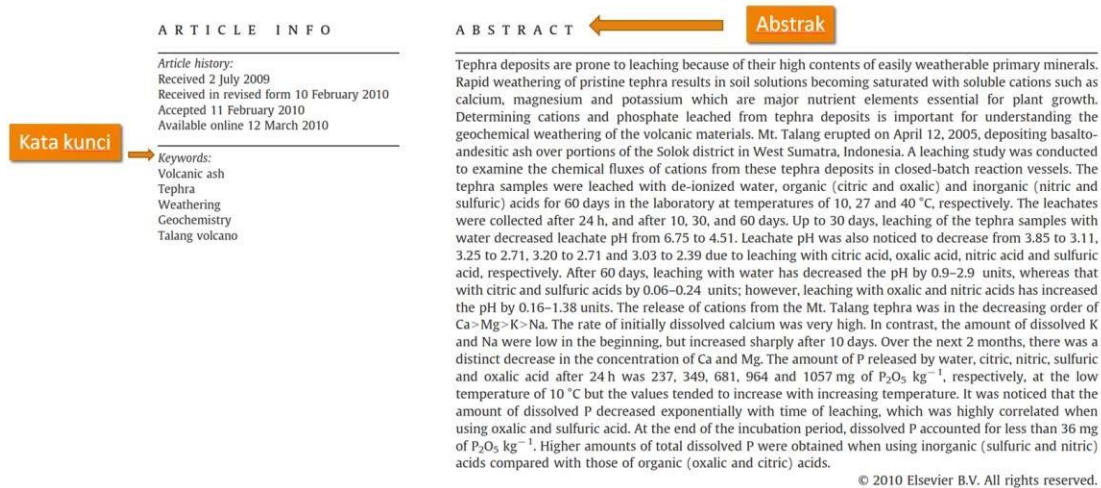 ARTICLE INFO
Article history:
Received 2 July 2009
Received in revised form 10 February 2010
Accepted 11 February 2010
Available online 12 March 2010
Kata kunci
Keywords:
Volcanic ash
Tephra
Weathering
Geochemistry
Talang volcano
ABSTRACT
Abstrak
Tephra deposits are prone to leaching because of their high contents of easily weatherable primary minerals.
Rapid weathering of pristine tephra results in soil solutions becoming saturated with soluble cations such as
calcium, magnesium and potassium which are major nutrient elements essential for plant growth.
Determining cations and phosphate leached from tephra deposits is important for understanding the
geochemical weathering of the volcanic materials. Mt. Talang erupted on April 12, 2005, depositing basalto-
andesitic ash over portions of the Solok district in West Sumatra, Indonesia. A leaching study was conducted
to examine the chemical fluxes of cations from these tephra deposits in closed-batch reaction vessels. The
tephra samples were leached with de-ionized water, organic (citric and oxalic) and inorganic (nitric and
sulfuric) acids for 60 days in the laboratory at temperatures of 10, 27 and 40 °C, respectively. The leachates
were collected after 24 h, and after 10, 30, and 60 days. Up to 30 days, leaching of the tephra samples with
water decreased leachate pH from 6.75 to 4.51. Leachate pH was also noticed to decrease from 3.85 to 3.11,
3.25 to 2.71, 3.20 to 2.71 and 3.03 to 2.39 due to leaching with citric acid, oxalic acid, nitric acid and sulfuric
acid, respectively. After 60 days, leaching with water has decreased the pH by 0.9–2.9 units, whereas that
with citric and sulfuric acids by 0.06–0.24 units; however, leaching with oxalic and nitric acids has increased
the pH by 0.16–1.38 units. The release of cations from the Mt. Talang tephra was in the decreasing order of
Ca>Mg>K>Na. The rate of initially dissolved calcium was very high. In contrast, the amount of dissolved K
and Na were low in the beginning, but increased sharply after 10 days. Over the next 2 months, there was a
distinct decrease in the concentration of Ca and Mg. The amount of P released by water, citric, nitric, sulfuric
and oxalic acid after 24 h was 237, 349, 681, 964 and 1057 mg of P₂O₅ kg⁻¹, respectively, at the low
temperature of 10 °C but the values tended to increase with increasing temperature. It was noticed that the
amount of dissolved P decreased exponentially with time of leaching, which was highly correlated when
using oxalic and sulfuric acid. At the end of the incubation period, dissolved P accounted for less than 36 mg
of P₂O₅ kg⁻¹. Higher amounts of total dissolved P were obtained when using inorganic (sulfuric and nitric)
acids compared with those of organic (oxalic and citric) acids.
© 2010 Elsevier B.V. All rights reserved.